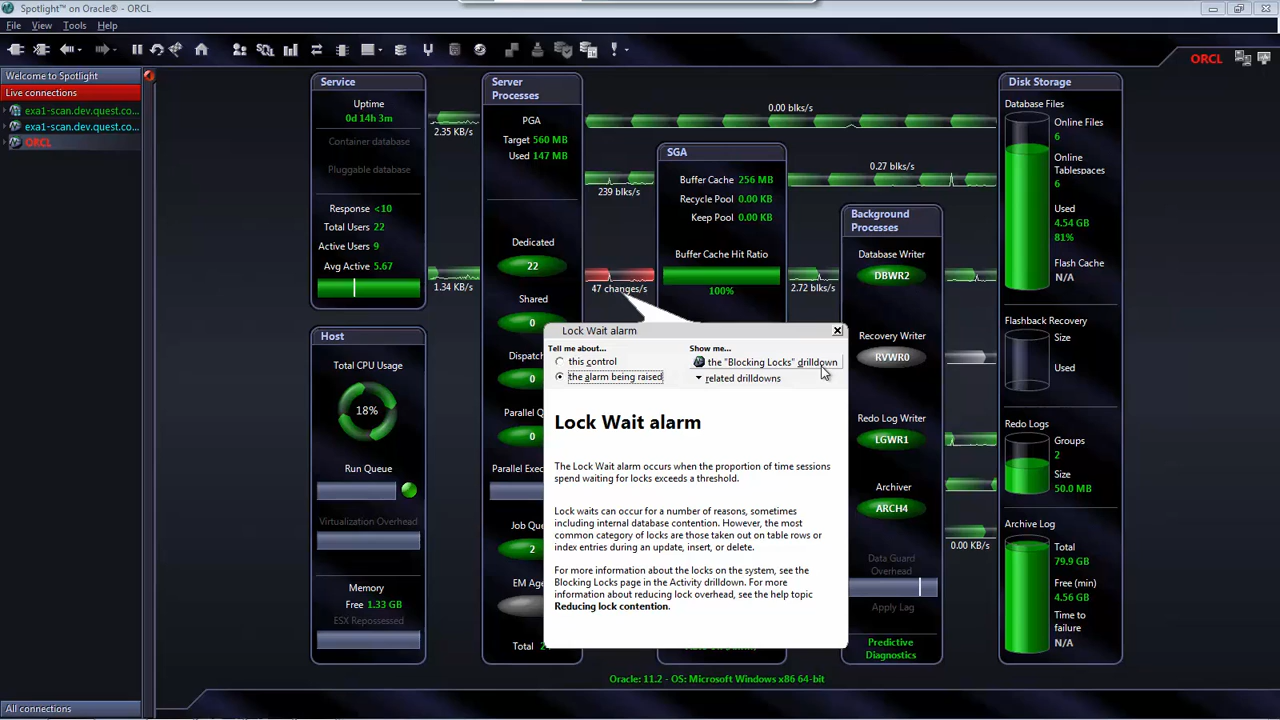 Spotlight™ on Oracle® - ORCL
File View Tools Help
ORCL
Welcome to Spotlight
Live connections
exa1-scan.dev.quest.co...
exa1-scan.dev.quest.co...
ORCL
All connections
Service
Uptime
0d 14h 3m
Container database
Pluggable database
Response <10
Total Users 22
Active Users 9
Avg Active 5.67
2.35 KB/s
1.34 KB/s
Host
Total CPU Usage
18%
Run Queue
Virtualization Overhead
Memory
Free 1.33 GB
ESX Repossessed
Server
Processes
PGA
Target 560 MB
Used 147 MB
Dedicated
22
Shared
0
Dispatch
0
Parallel Q
0
Parallel Exec
Job Que
2
EM Age
Total
0.00 blks/s
239 blks/s
47 changes/s
SGA
Buffer Cache 256 MB
Recycle Pool 0.00 KB
Keep Pool 0.00 KB
Buffer Cache Hit Ratio
100%
0.27 blks/s
2.72 blks/s
Lock Wait alarm
Tell me about...
this control
the alarm being raised
Show me...
the "Blocking Locks" drilldown
related drilldowns
Lock Wait alarm
The Lock Wait alarm occurs when the proportion of time sessions
spend waiting for locks exceeds a threshold.
Lock waits can occur for a number of reasons, sometimes
including internal database contention. However, the most
common category of locks are those taken out on table rows or
index entries during an update, insert, or delete.
For more information about the locks on the system, see the
Blocking Locks page in the Activity drilldown. For more
information about reducing lock overhead, see the help topic
Reducing lock contention.
Background
Processes
Database Writer
DBWR2
Recovery Writer
RVWR0
Redo Log Writer
LGWR1
Archiver
ARCH4
Data Guard
Overhead
Apply Lag
Predictive
Diagnostics
0.00 KB/s
Disk Storage
Database Files
Online Files
6
Online
Tablespaces
6
Used
4.54 GB
81%
Flash Cache
N/A
Flashback Recovery
Size
Used
Redo Logs
Groups
2
Size
50.0 MB
Archive Log
Total
79.9 GB
Free (min)
4.56 GB
Time to
failure
N/A
Oracle: 11.2 - OS: Microsoft Windows x86 64-bit